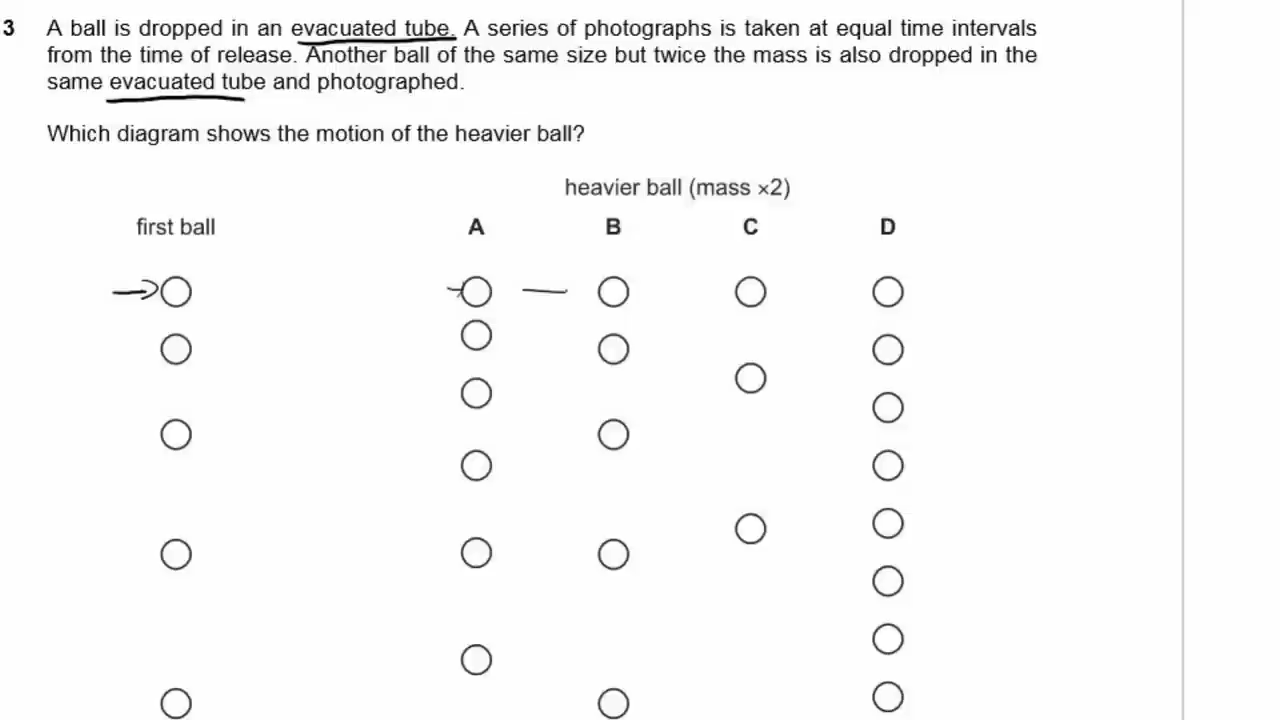 3 A ball is dropped in an evacuated tube. A series of photographs is taken at equal time intervals
from the time of release. Another ball of the same size but twice the mass is also dropped in the
same evacuated tube and photographed.
Which diagram shows the motion of the heavier ball?
heavier ball (mass ×2)
first ball A B C D